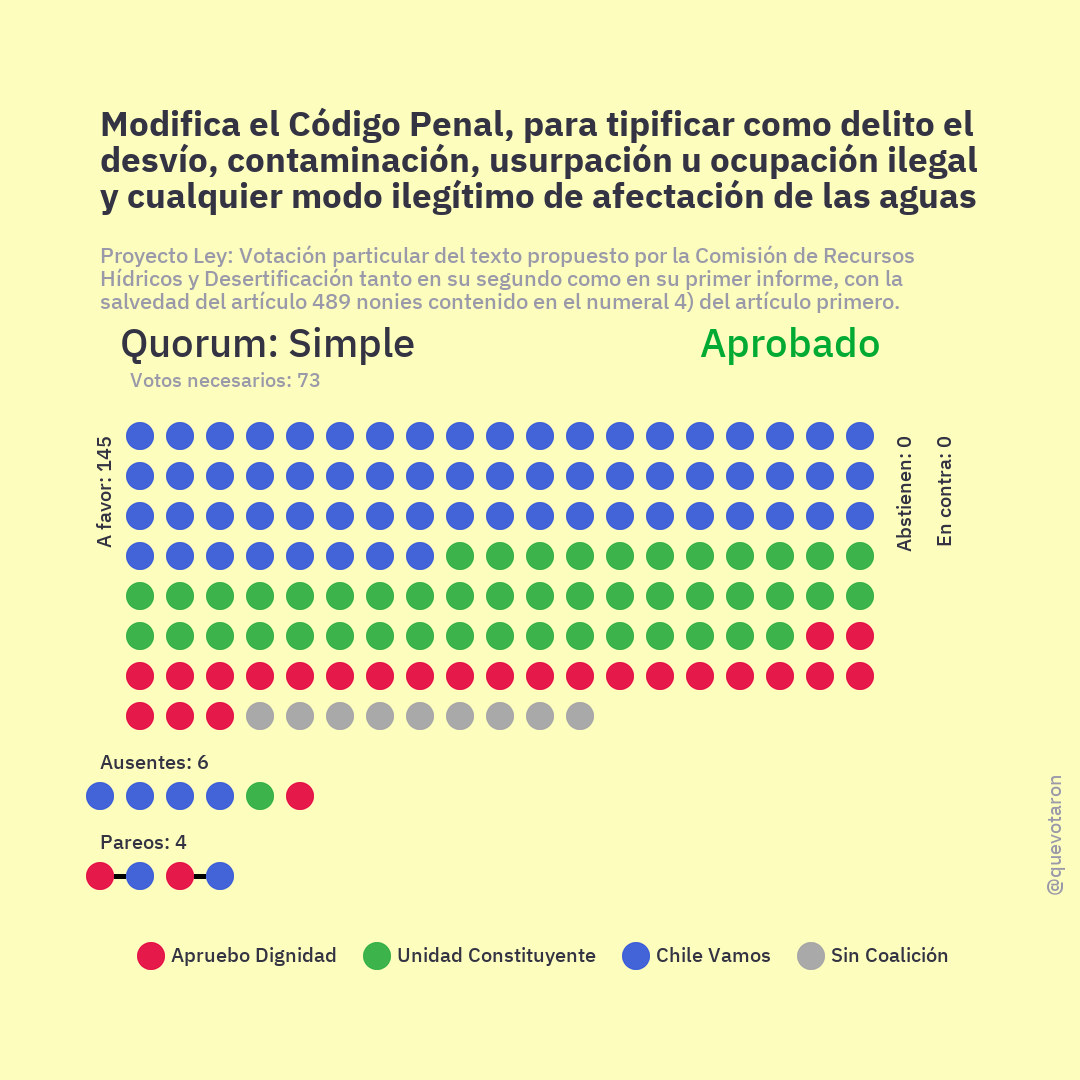 Modifica el Código Penal, para tipificar como delito el
desvío, contaminación, usurpación u ocupación ilegal
y cualquier modo ilegítimo de afectación de las aguas
Proyecto Ley: Votación particular del texto propuesto por la Comisión de Recursos
Hídricos y Desertificación tanto en su segundo como en su primer informe, con la
salvedad del artículo 489 nonies contenido en el numeral 4) del artículo primero.
Quorum: Simple
Aprobado
Votos necesarios: 73
A favor: 145
Abstienen: 0
En contra: 0
Ausentes: 6
Pareos: 4
@quevotaron
Apruebo Dignidad
Unidad Constituyente
Chile Vamos
Sin Coalición